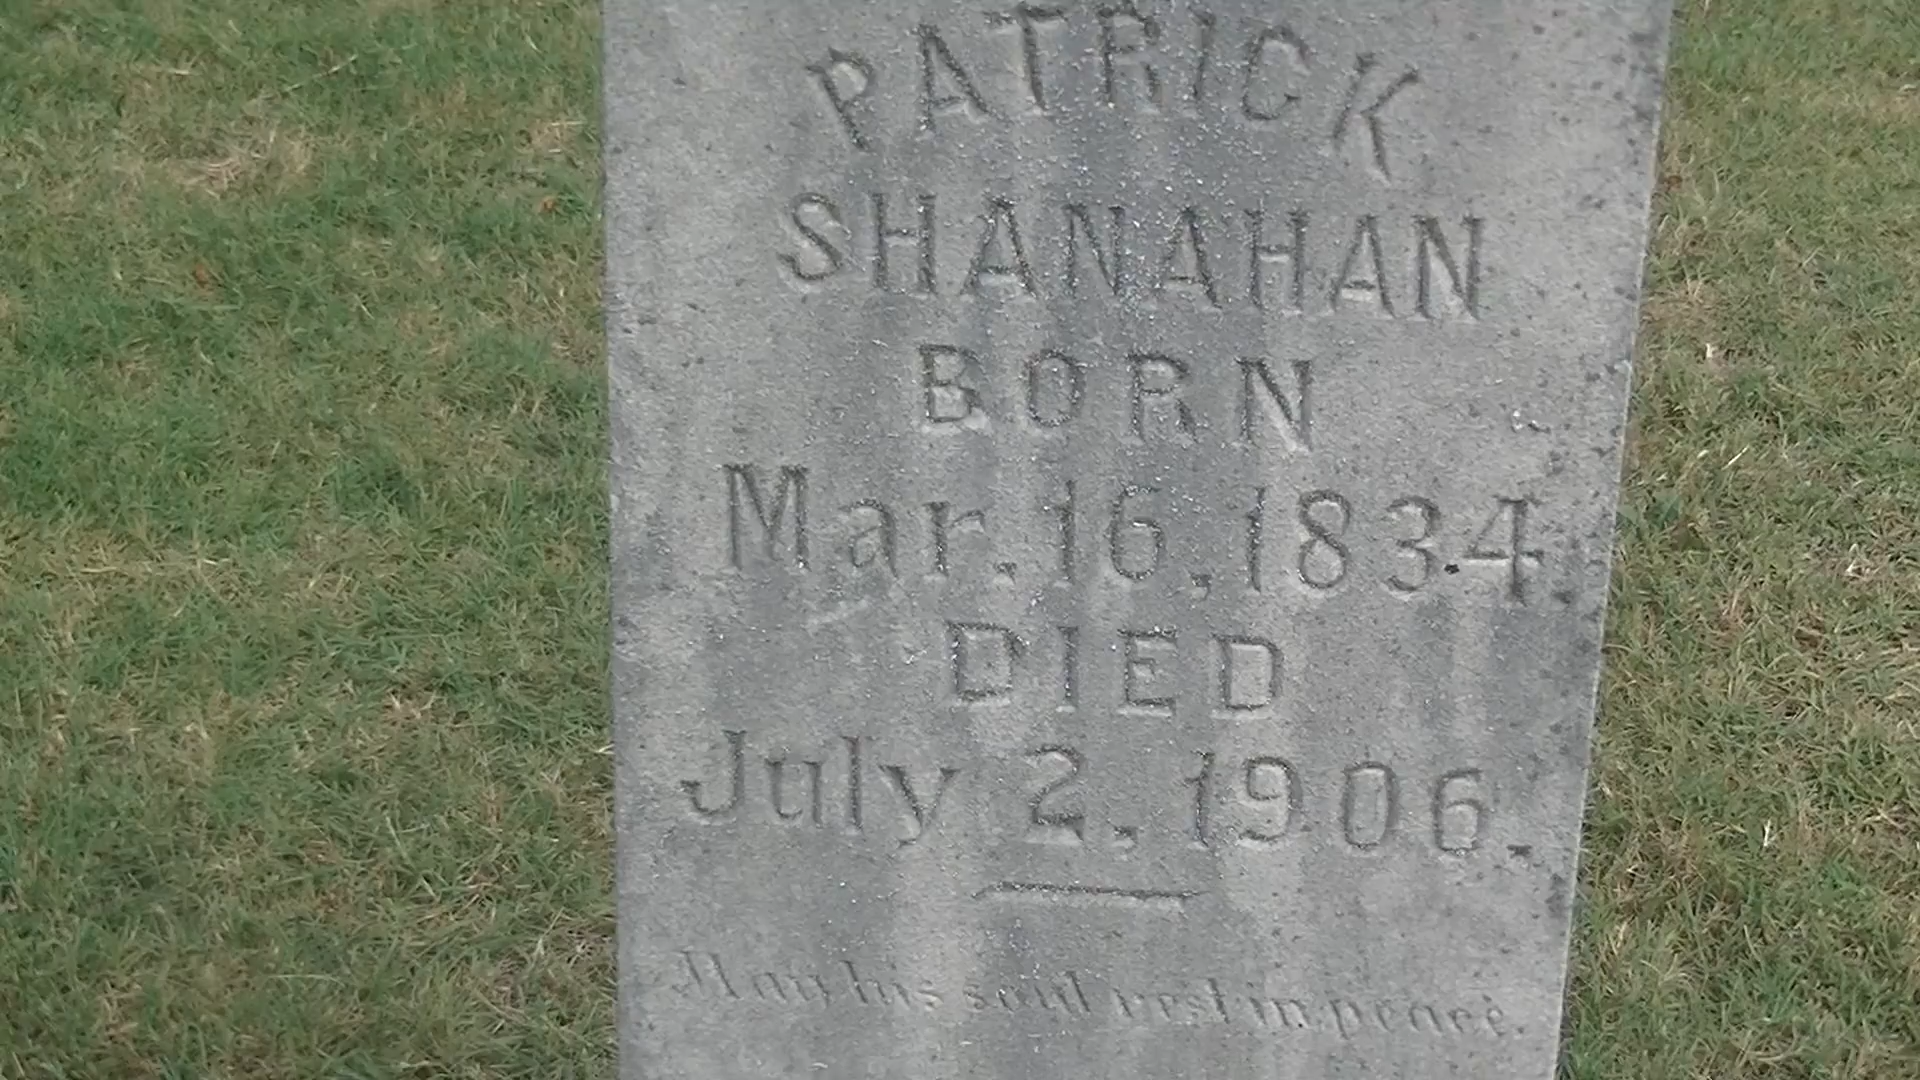 PATRICK
SHANAHAN
BORN
Mar. 16, 1834.
DIED
July 2, 1906.
May his soul rest in peace.